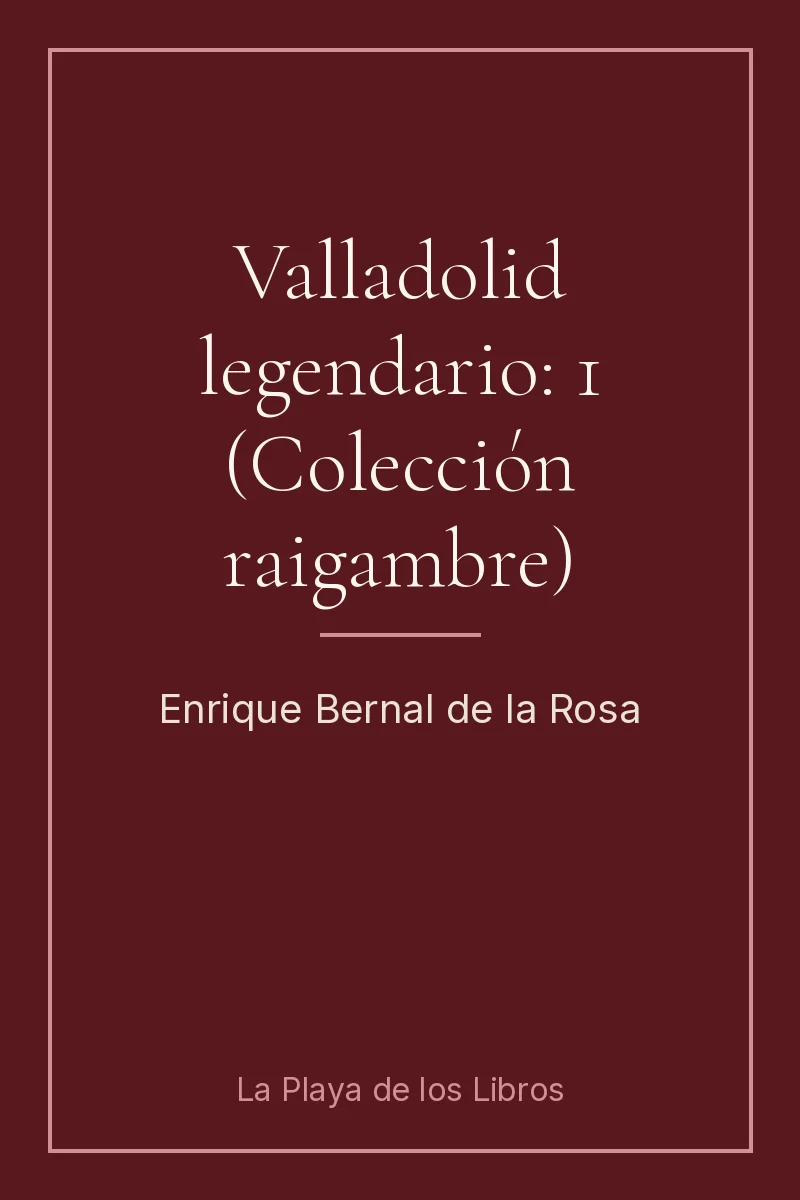 Valladolid
legendario: 1
(Colección
raigambre)
Enrique Bernal de la Rosa
La Playa de los Libros